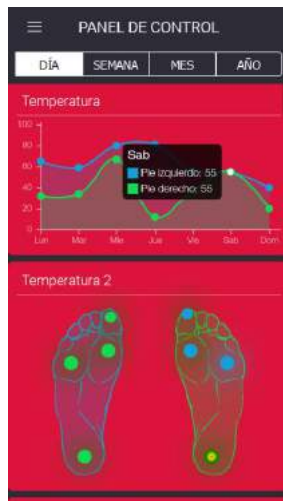 PANEL DE CONTROL
DÍA SEMANA MES AÑO
Temperatura
100
80
Sab
Pie izquierdo: 55
60
Pie derecho: 55
40
20
0
Lun Mar Mie Jue Vie Sab Dom
Temperatura 2